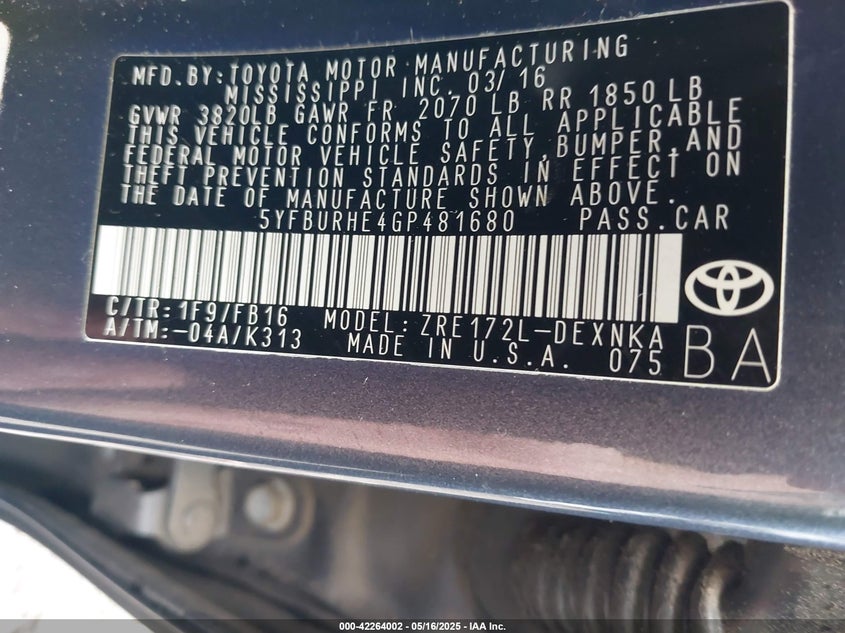 MFD.BY:TOYOTA MOTOR MANUFACTURING
MISSISSIPPI INC. 03/16
GVWR 3820LB GAWR FR 2070 LB RR 1850 LB
THIS VEHICLE CONFORMS TO ALL APPLICABLE
FEDERAL MOTOR VEHICLE SAFETY,BUMPER,AND
THEFT PREVENTION STANDARDS IN EFFECT ON
THE DATE OF MANUFACTURE SHOWN ABOVE.
5YFBURHE4GP481680 PASS.CAR
C/TR:1F9/FB16 MODEL:ZRE172L-DEXNKA
A/TM:-04A/K313 MADE IN U.S.A. 075 BA
000-42264002 - 05/16/2025 - IAA Inc.